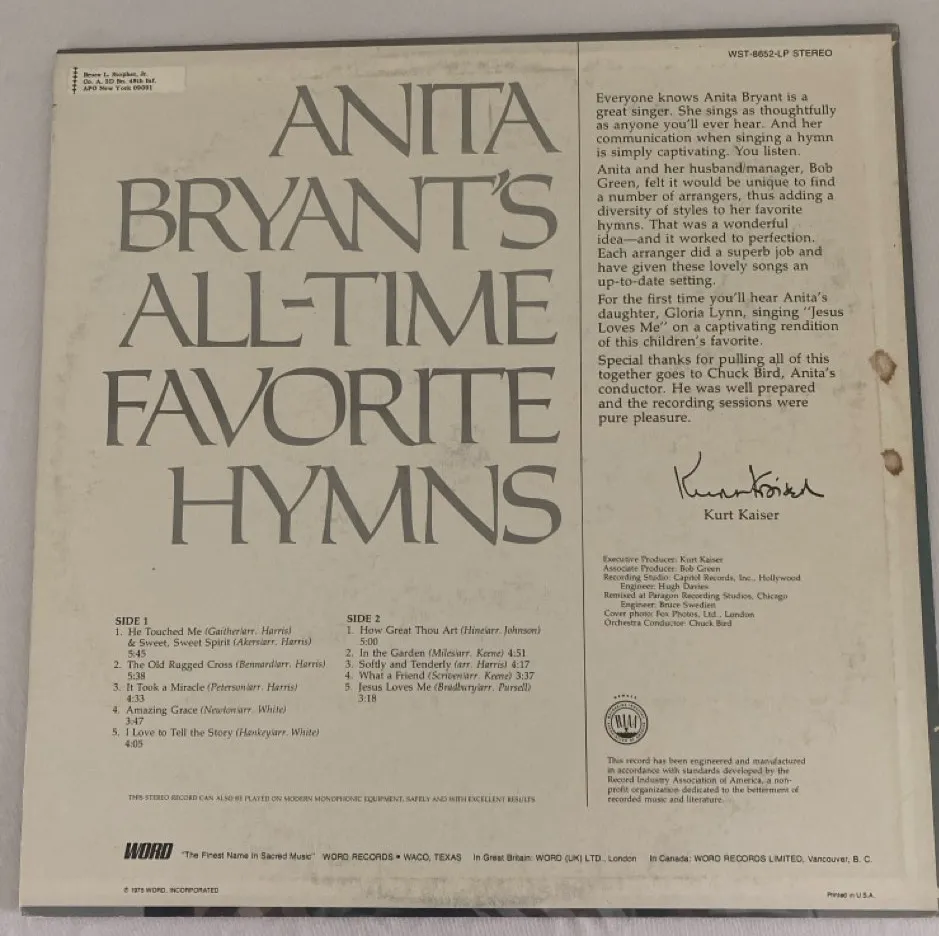 Co. A. SD Bn. 48th Inf.
APO New York 09091
WST-8652-LP STEREO
ANITA
BRYANT'S
ALL-TIME
FAVORITE
HYMNS
Everyone knows Anita Bryant is a
great singer. She sings as thoughtfully
as anyone you'll ever hear. And her
communication when singing a hymn
is simply captivating. You listen.
Anita and her husband/manager, Bob
Green, felt it would be unique to find
a number of arrangers, thus adding a
diversity of styles to her favorite
hymns. That was a wonderful
idea—and it worked to perfection.
Each arranger did a superb job and
have given these lovely songs an
up-to-date setting.
For the first time you'll hear Anita's
daughter, Gloria Lynn, singing "Jesus
Loves Me" on a captivating rendition
of this children's favorite.
Special thanks for pulling all of this
together goes to Chuck Bird, Anita's
conductor. He was well prepared
and the recording sessions were
pure pleasure.
Kurt Kaiser
Kurt Kaiser
Executive Producer: Kurt Kaiser
Associate Producer: Bob Green
Recording Studio: Capitol Records, Inc., Hollywood
Engineer: Hugh Davies
Remixed at Paragon Recording Studios, Chicago
Engineer: Bruce Swedien
Cover photo: Fox Photos, Ltd., London
Orchestra Conductor: Chuck Bird
SIDE 1
1. He Touched Me (Gaither/arr. Harris)
& Sweet, Sweet Spirit (Akers/arr. Harris)
5:45
2. The Old Rugged Cross (Bennard/arr. Harris)
5:38
3. It Took a Miracle (Peterson/arr. Harris)
4:33
4. Amazing Grace (Newton/arr. White)
3:47
5. I Love to Tell the Story (Hankey/arr. White)
4:05
SIDE 2
1. How Great Thou Art (Hine/arr. Johnson)
5:00
2. In the Garden (Miles/arr. Keene) 4:51
3. Softly and Tenderly (arr. Harris) 4:17
4. What a Friend (Scriven/arr. Keene) 3:37
5. Jesus Loves Me (Bradbury/arr. Pursell)
3:18
RIAA
This record has been engineered and manufactured
in accordance with standards developed by the
Record Industry Association of America, a non-
profit organization dedicated to the betterment of
recorded music and literature.
THIS STEREO RECORD CAN ALSO BE PLAYED ON MODERN MONOPHONIC EQUIPMENT, SAFELY AND WITH EXCELLENT RESULTS
WORD "The Finest Name in Sacred Music" WORD RECORDS • WACO, TEXAS In Great Britain: WORD (UK) LTD., London In Canada: WORD RECORDS LIMITED, Vancouver, B. C.
© 1975 WORD, INCORPORATED
Printed in U.S.A.